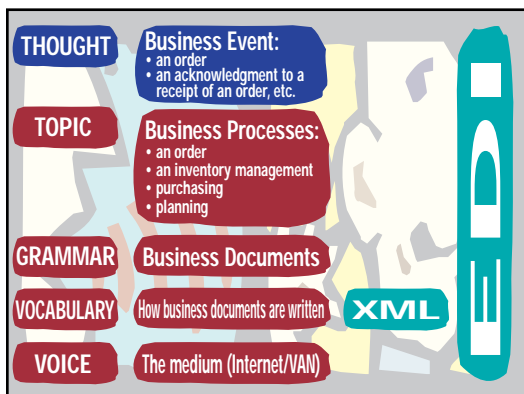 THOUGHT
Business Event:
• an order
• an acknowledgment to a
receipt of an order, etc.
TOPIC
Business Processes:
• an order
• an inventory management
• purchasing
• planning
GRAMMAR
Business Documents
VOCABULARY
How business documents are written
XML
VOICE
The medium (Internet/VAN)
EDI